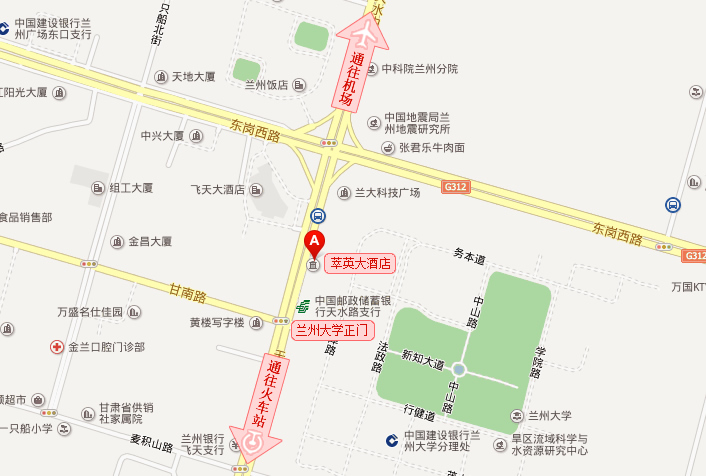 水
中国建设银行兰
州广场东口支行
只船北街
通往机场
中科院兰州分院
天地大厦
兰州饭店
江阳光大厦
中国地震局兰
州地震研究所
东岗西路
中兴大厦
张君乐牛肉面
G312
组工大厦
飞天大酒店
兰大科技广场
食品销售部
东岗西路
金昌大厦
A
务本道
G312
萃英大酒店
万国KTV
甘南路
中国邮政储蓄银
行天水路支行
中山路
万盛名仕佳园
黄楼写字楼
兰州大学正门
金兰口腔门诊部
法政路
新知大道
学院路
通往火车站
中山路
甘肃省供销
社家属院
行健道
兰州大学
一只船小学
麦积山路
兰州银行
飞天支行
中国建设银行兰
州大学分理处
旱区流域科学与
水资源研究中心